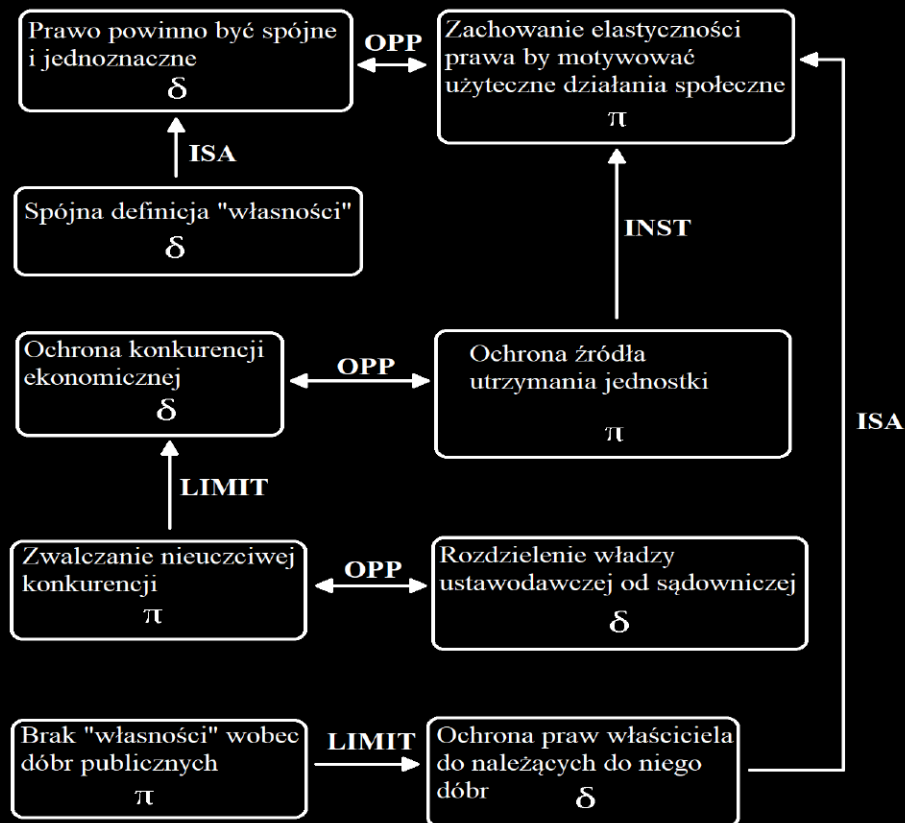 Prawo powinno być spójne
i jednoznaczne
δ
OPP
Zachowanie elastyczności
prawa by motywować
użyteczne działania społeczne
π
ISA
INST
Spójna definicja "własności"
δ
Ochrona konkurencji
ekonomicznej
δ
OPP
Ochrona źródła
utrzymania jednostki
π
ISA
LIMIT
Zwalczanie nieuczciwej
konkurencji
π
OPP
Rozdzielenie władzy
ustawodawczej od sądowniczej
δ
Brak "własności" wobec
dóbr publicznych
π
LIMIT
Ochrona praw właściciela
do należących do niego
dóbr
δ